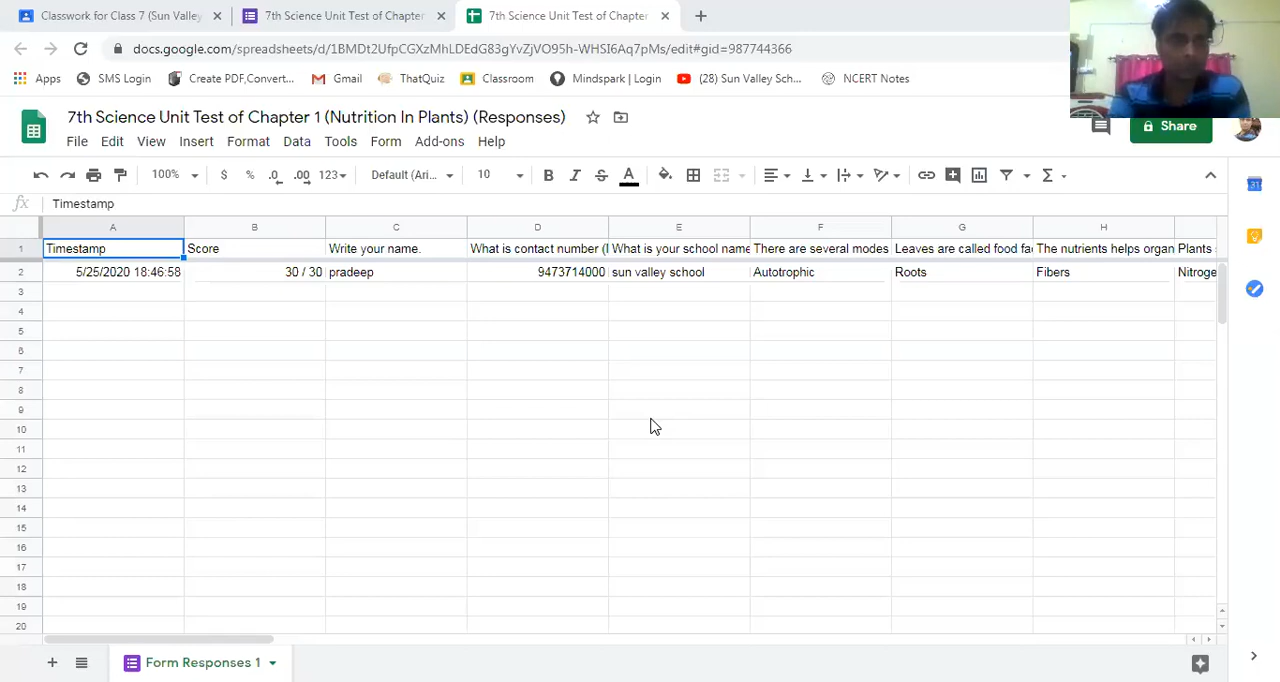 Classwork for Class 7 (Sun Valley
7th Science Unit Test of Chapter
7th Science Unit Test of Chapter
docs.google.com/spreadsheets/d/1BMDt2UfpCGXzMhLDEdG83gYvZjVO95h-WHSI6Aq7pMs/edit#gid=987744366
Apps SMS Login Create PDF,Convert... Gmail ThatQuiz Classroom Mindspark | Login (28) Sun Valley Sch... NCERT Notes
7th Science Unit Test of Chapter 1 (Nutrition In Plants) (Responses)
File Edit View Insert Format Data Tools Form Add-ons Help
Share
100% $ % .0 .00 123 Default (Ari... 10 B I S A Σ
fx Timestamp
A B C D E F G H
1 Timestamp Score Write your name. What is contact number ( What is your school name There are several modes Leaves are called food fa The nutrients helps organ Plants
2 5/25/2020 18:46:58 30 / 30 pradeep 9473714000 sun valley school Autotrophic Roots Fibers Nitroge
3
4
5
6
7
8
9
10
11
12
13
14
15
16
17
18
19
20
Form Responses 1
31